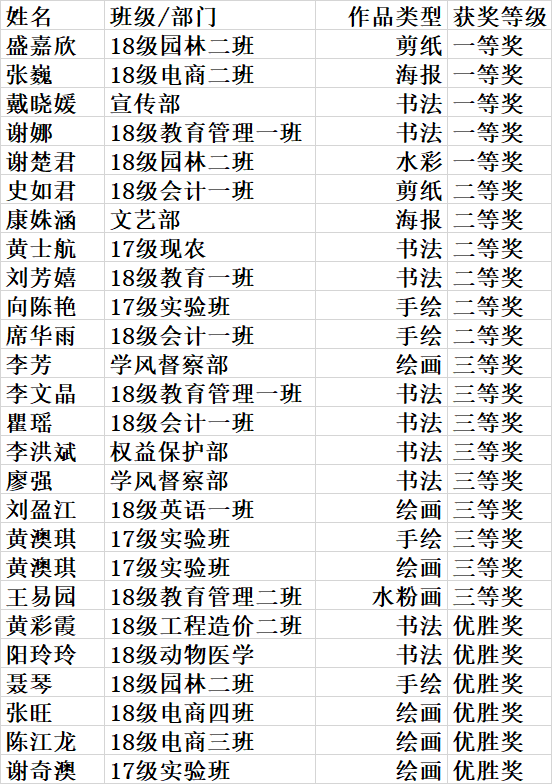 姓名 班级/部门 作品类型 获奖等级
盛嘉欣 18级园林二班 剪纸 一等奖
张巍 18级电商二班 海报 一等奖
戴晓媛 宣传部 书法 一等奖
谢娜 18级教育管理一班 书法 一等奖
谢楚君 18级园林二班 水彩 一等奖
史如君 18级会计一班 剪纸 二等奖
康姝涵 文艺部 海报 二等奖
黄士航 17级现农 书法 二等奖
刘芳嬉 18级教育一班 书法 二等奖
向陈艳 17级实验班 手绘 二等奖
席华雨 18级会计一班 手绘 二等奖
李芳 学风督察部 绘画 三等奖
李文晶 18级教育管理一班 书法 三等奖
瞿瑶 18级会计一班 书法 三等奖
李洪斌 权益保护部 书法 三等奖
廖强 学风督察部 书法 三等奖
刘盈江 18级英语一班 绘画 三等奖
黄澳琪 17级实验班 手绘 三等奖
黄澳琪 17级实验班 绘画 三等奖
王易园 18级教育管理二班 水粉画 三等奖
黄彩霞 18级工程造价二班 书法 优胜奖
阳玲玲 18级动物医学 书法 优胜奖
聂琴 18级园林二班 手绘 优胜奖
张旺 18级电商四班 绘画 优胜奖
陈江龙 18级电商三班 绘画 优胜奖
谢奇澳 17级实验班 绘画 优胜奖